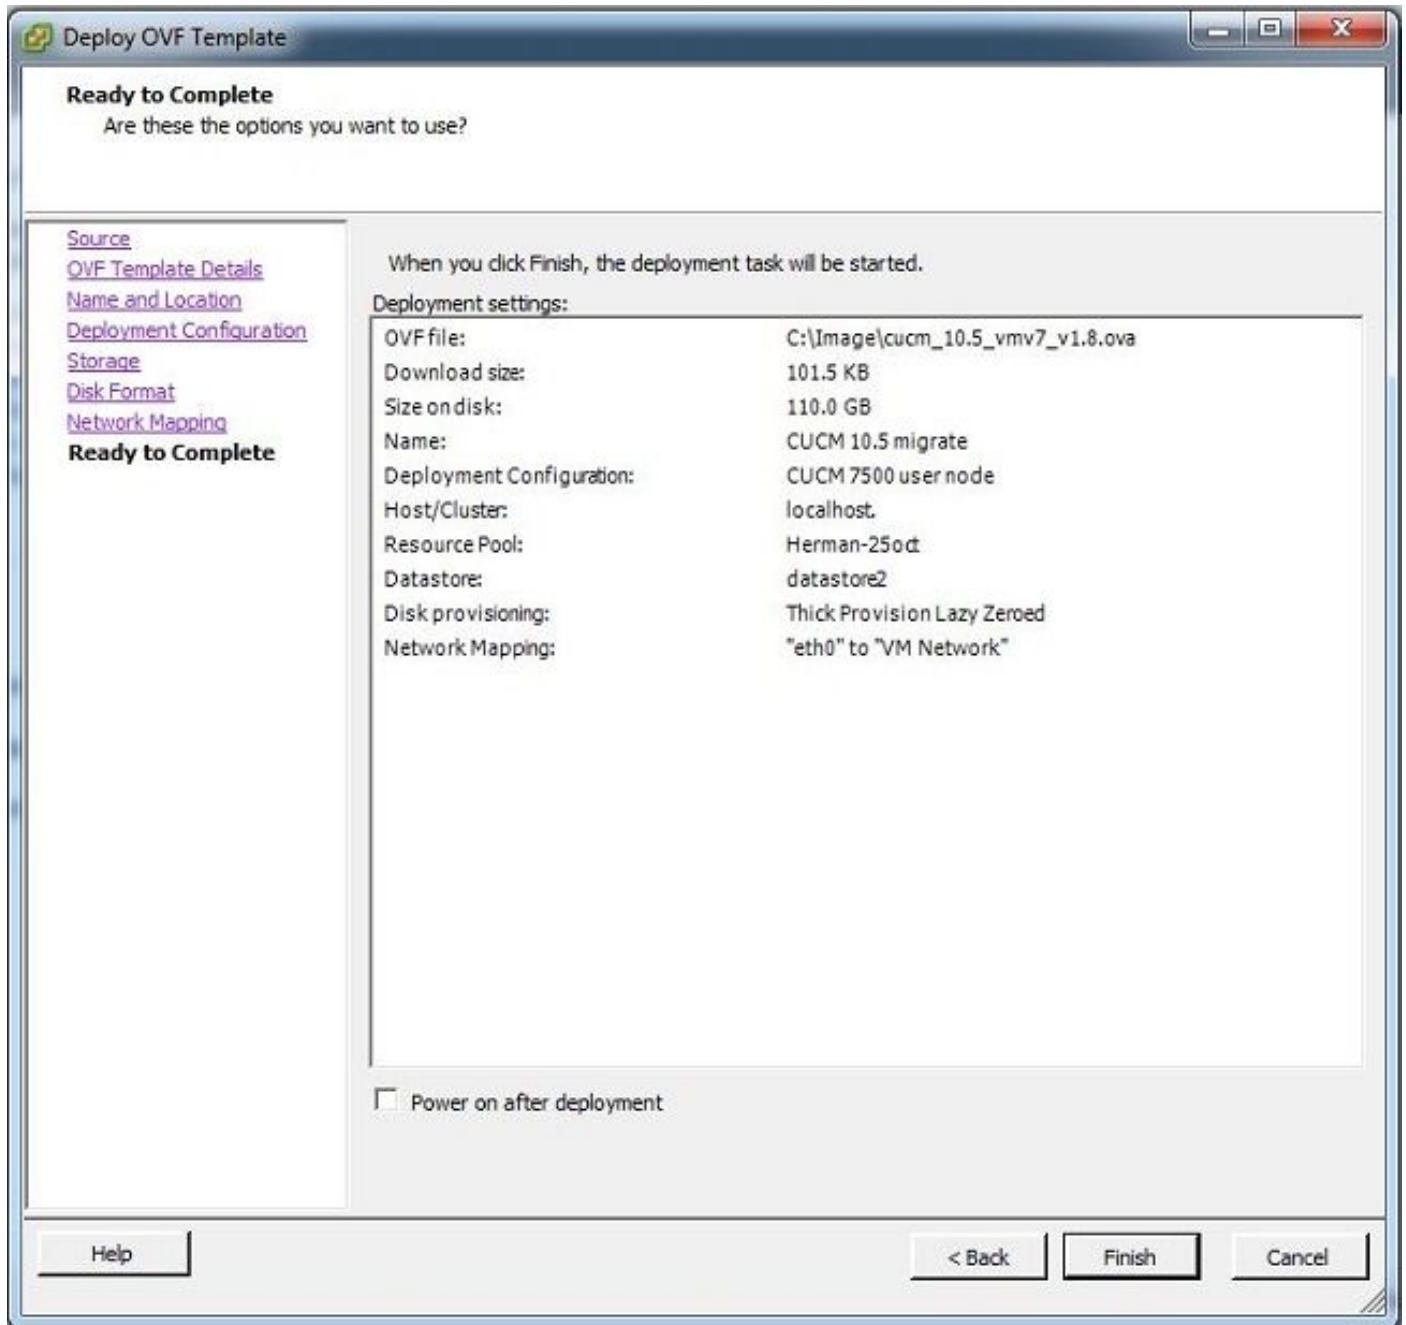 Deploy OVF Template
Ready to Complete
Are these the options you want to use?
Source
OVF Template Details
Name and Location
Deployment Configuration
Storage
Disk Format
Network Mapping
Ready to Complete
When you click Finish, the deployment task will be started.
Deployment settings:
OVF file: C:\Image\cucm_10.5_vmv7_v1.8.ova
Download size: 101.5 KB
Size on disk: 110.0 GB
Name: CUCM 10.5 migrate
Deployment Configuration: CUCM 7500 user node
Host/Cluster: localhost.
Resource Pool: Herman-25oct
Datastore: datastore2
Disk provisioning: Thick Provision Lazy Zeroed
Network Mapping: "eth0" to "VM Network"
Power on after deployment
Help
< Back
Finish
Cancel